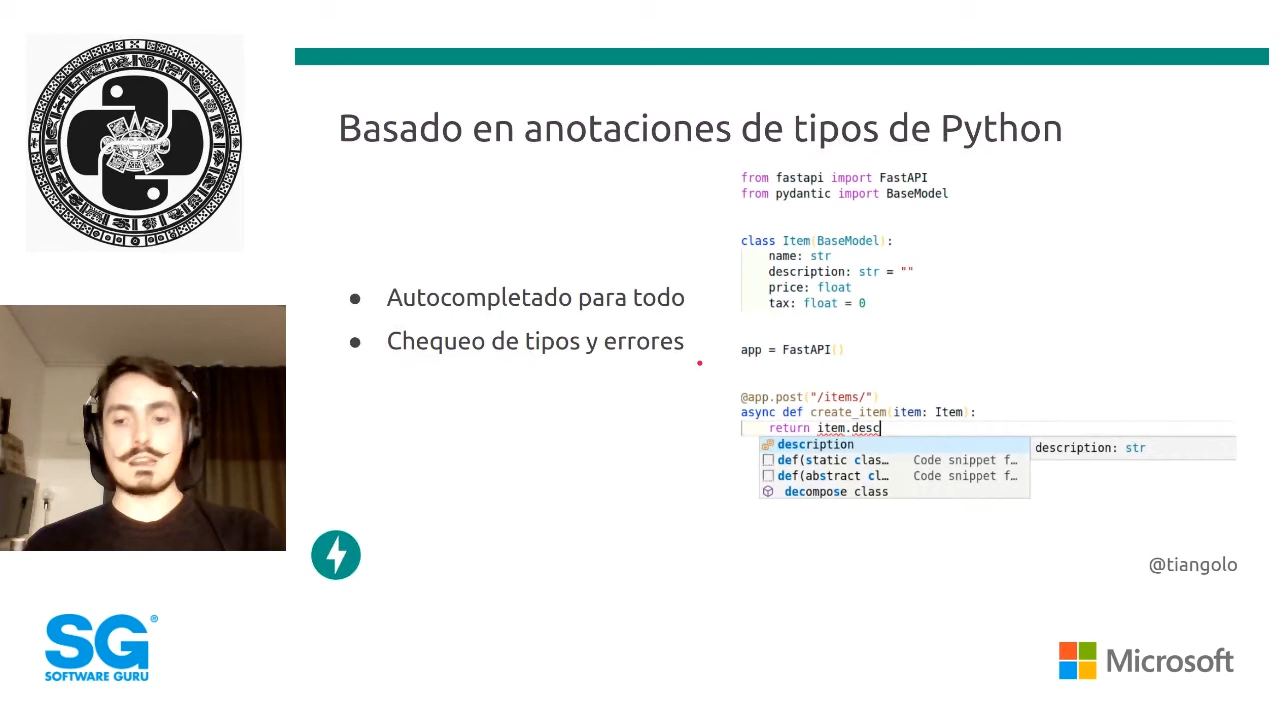 Basado en anotaciones de tipos de Python
● Autocompletado para todo
● Chequeo de tipos y errores
from fastapi import FastAPI
from pydantic import BaseModel
class Item(BaseModel):
name: str
description: str = ""
price: float
tax: float = 0
app = FastAPI()
@app.post("/items/")
async def create_item(item: Item):
return item.desc
description
description: str
def(static clas… Code snippet f…
def(abstract cl… Code snippet f…
decompose class
@tiangolo
SG®
SOFTWARE GURU
Microsoft